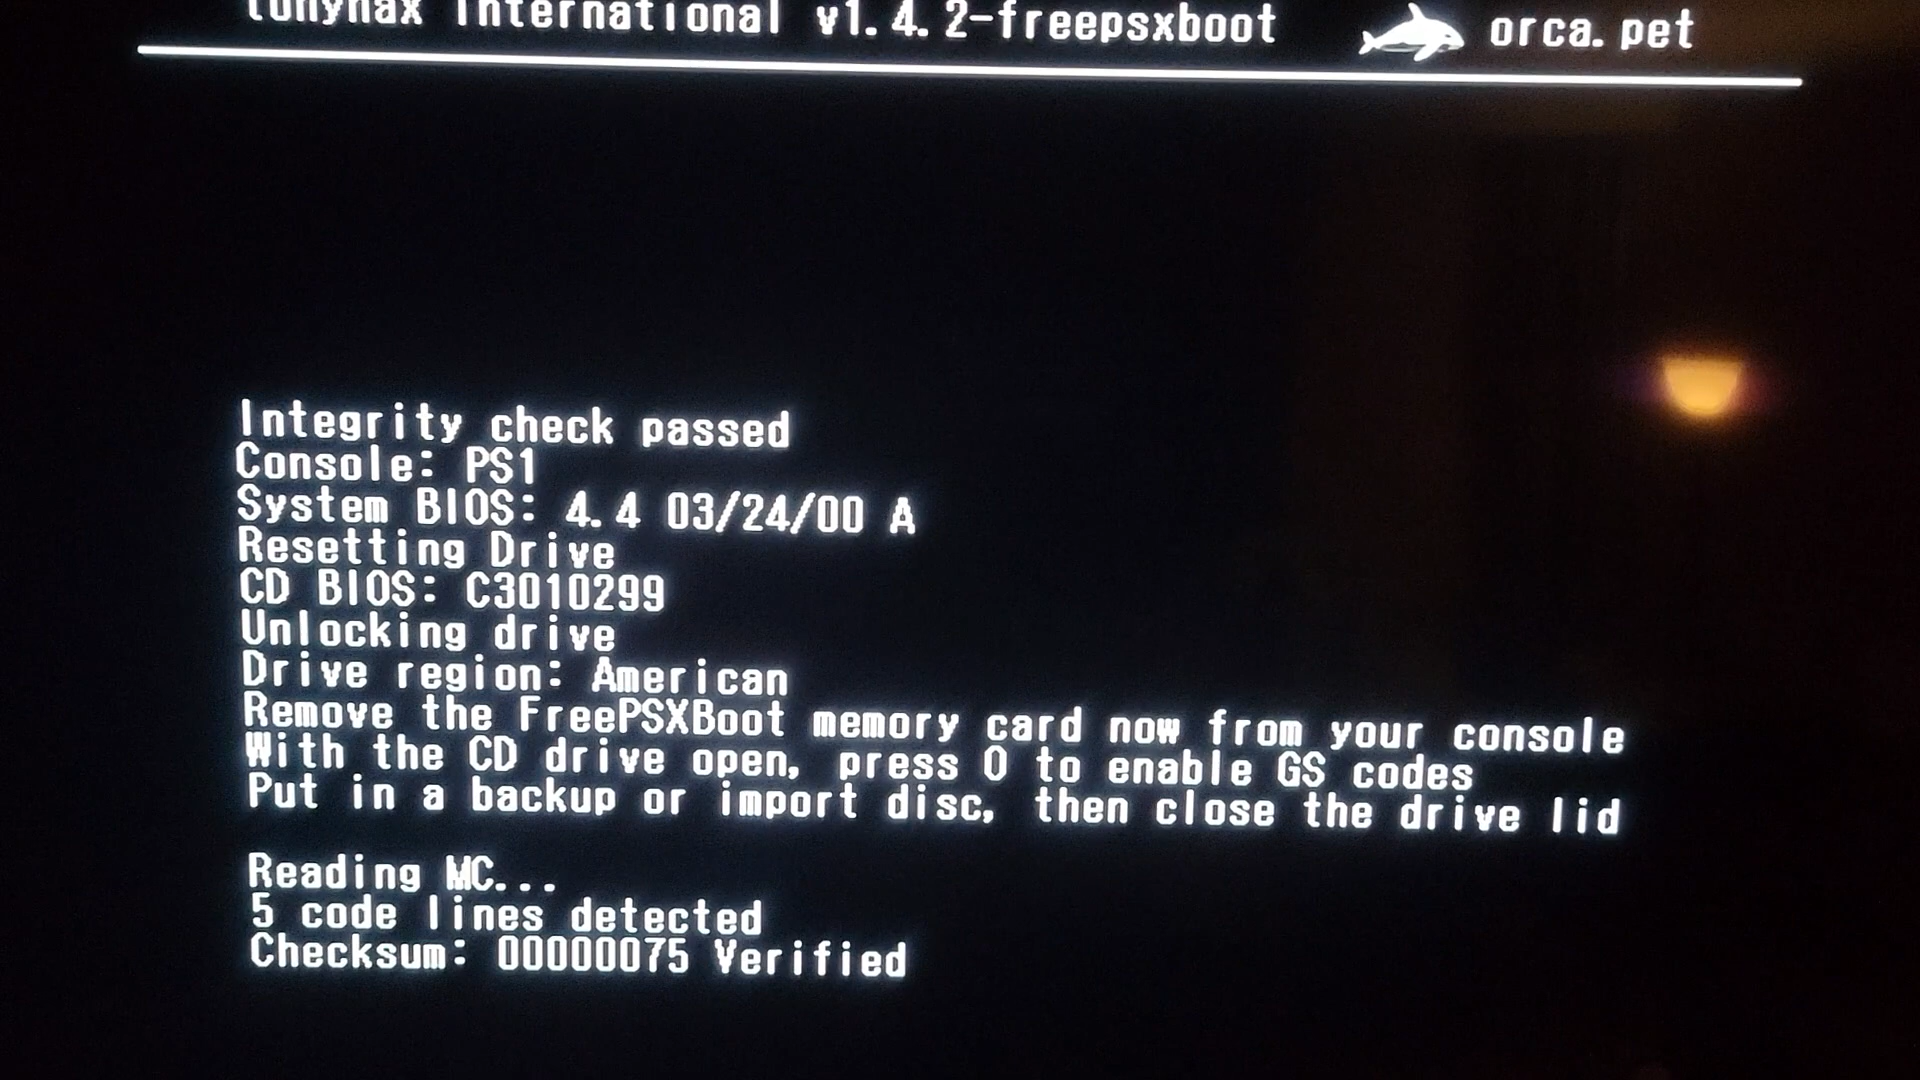 tonyhax international v1.4.2-freepsxboot orca.pet
Integrity check passed
Console: PS1
System BIOS: 4.4 03/24/00 A
Resetting Drive
CD BIOS: C3010299
Unlocking drive
Drive region: American
Remove the FreePSXBoot memory card now from your console
With the CD drive open, press O to enable GS codes
Put in a backup or import disc, then close the drive lid
Reading MC...
5 code lines detected
Checksum: 00000075 Verified